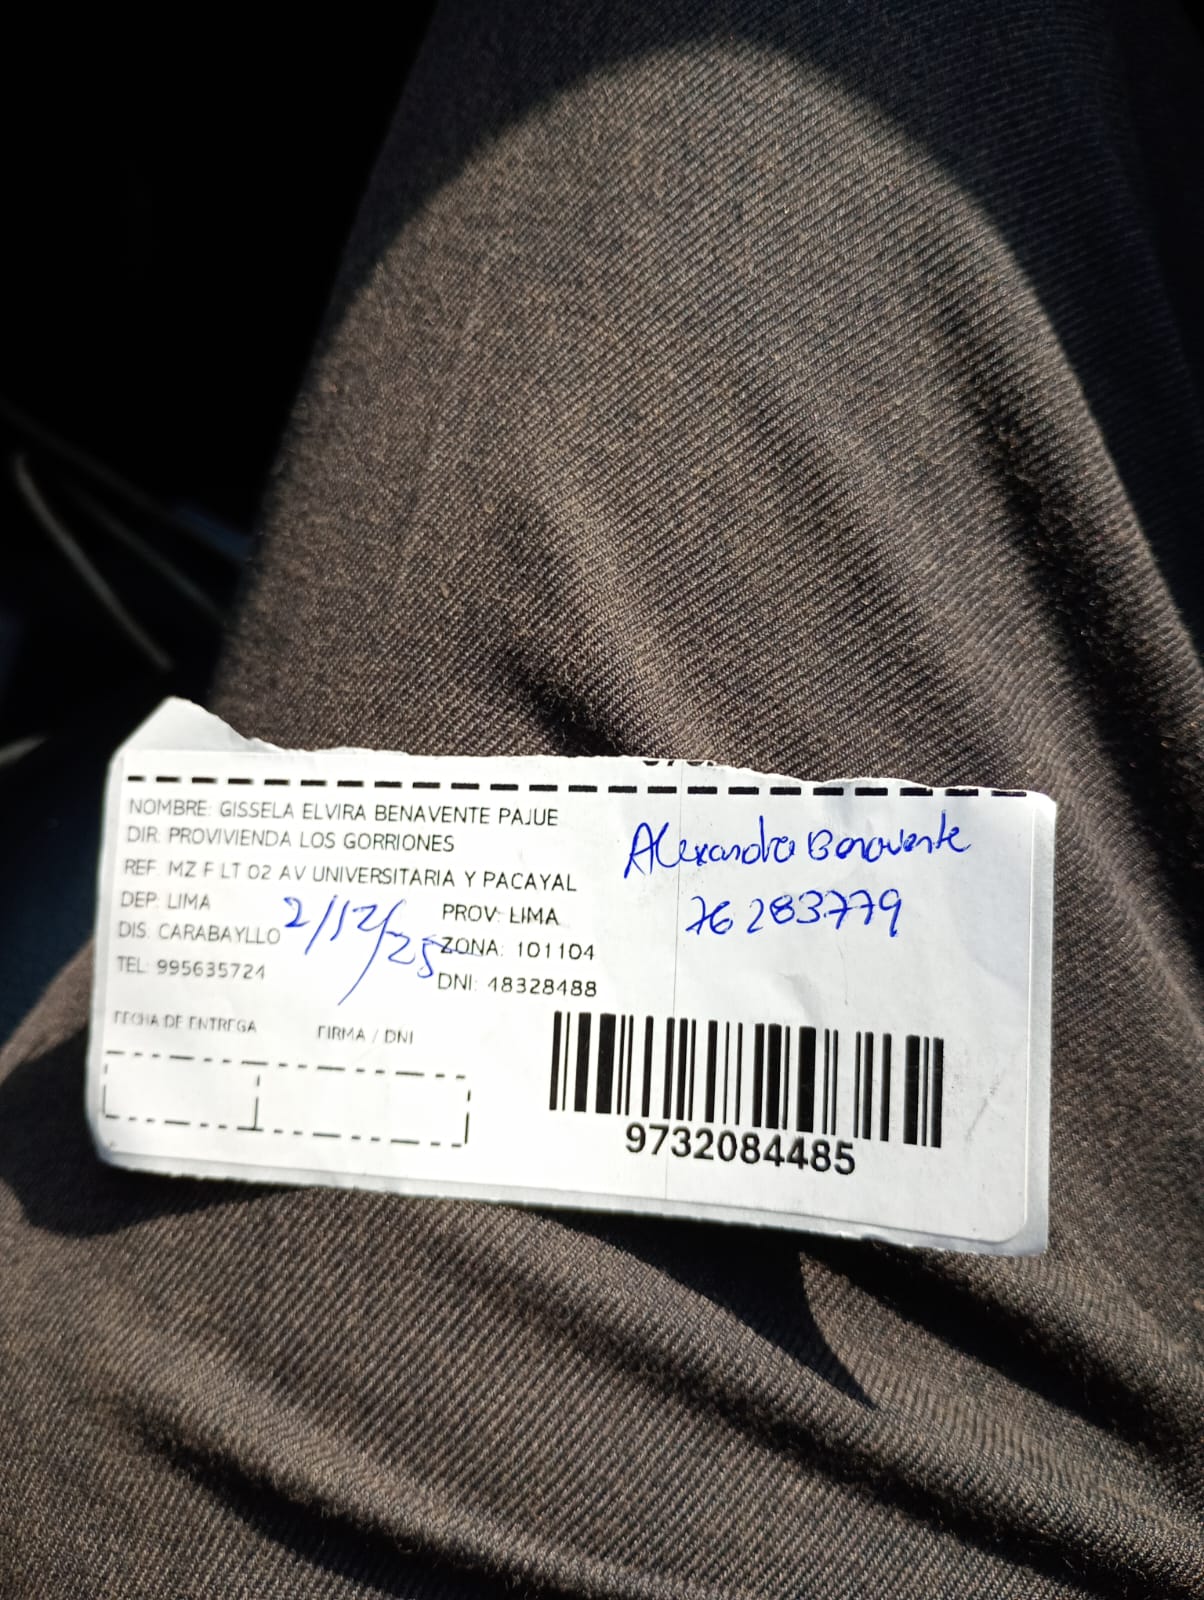 NOMBRE: GISSELA ELVIRA BENAVENTE PAJUE
DIR: PROVIVIENDA LOS GORRIONES
REF: MZ F LT 02 AV UNIVERSITARIA Y PACAYAL
DEP: LIMA
PROV: LIMA
DIS. CARABAYLLO
ZONA: 101104
TEL: 995635724
DNI: 48328488
2/12/25
FECHA DE ENTREGA
FIRMA / DNI
Alexandra Benavente
76283779
9732084485